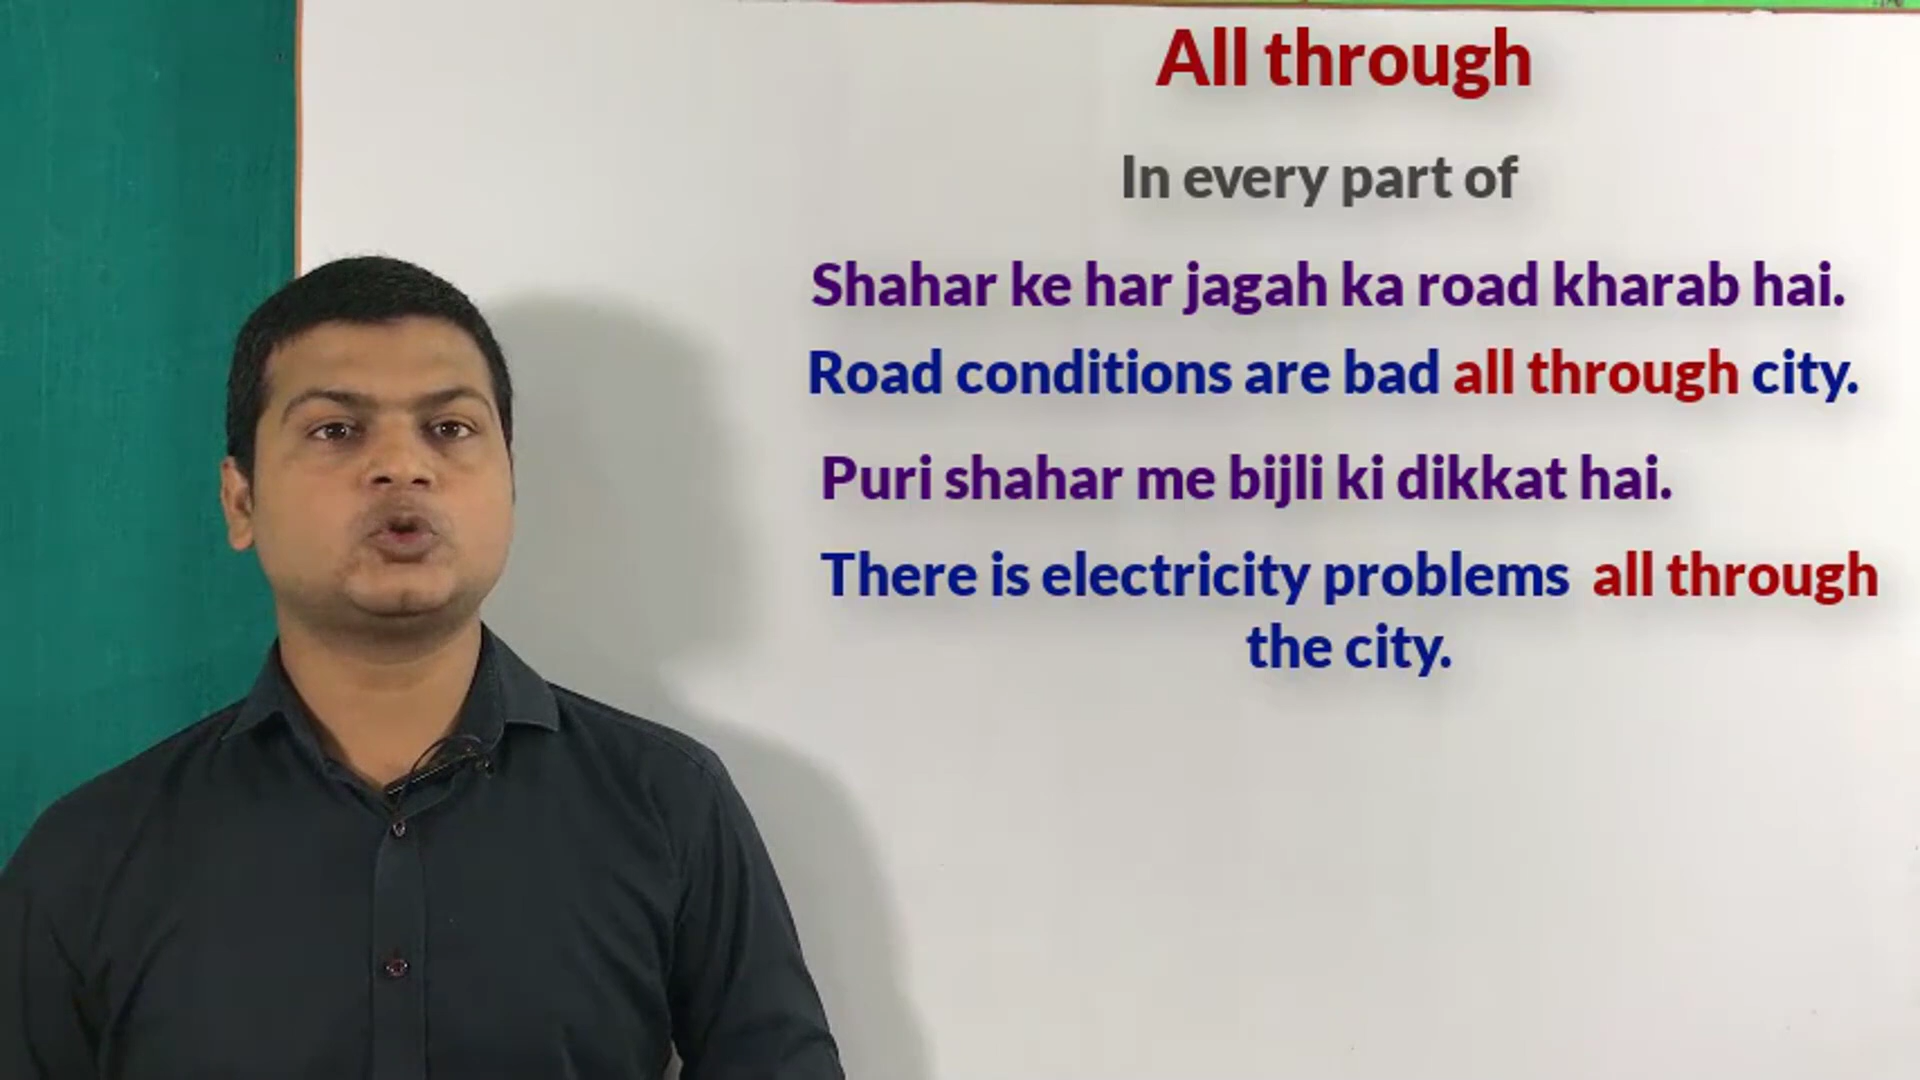 All through
In every part of
Shahar ke har jagah ka road kharab hai.
Road conditions are bad all through city.
Puri shahar me bijli ki dikkat hai.
There is electricity problems all through
the city.